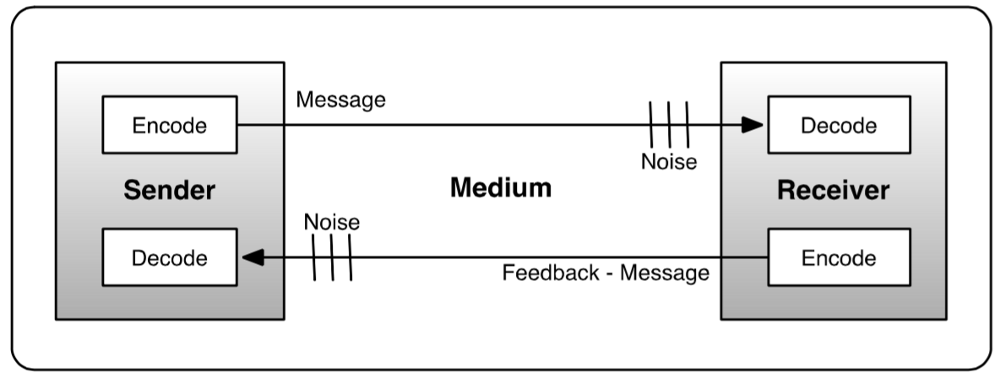 Message
Encode
Decode
Noise
Sender
Medium
Receiver
Noise
Decode
Encode
Feedback - Message